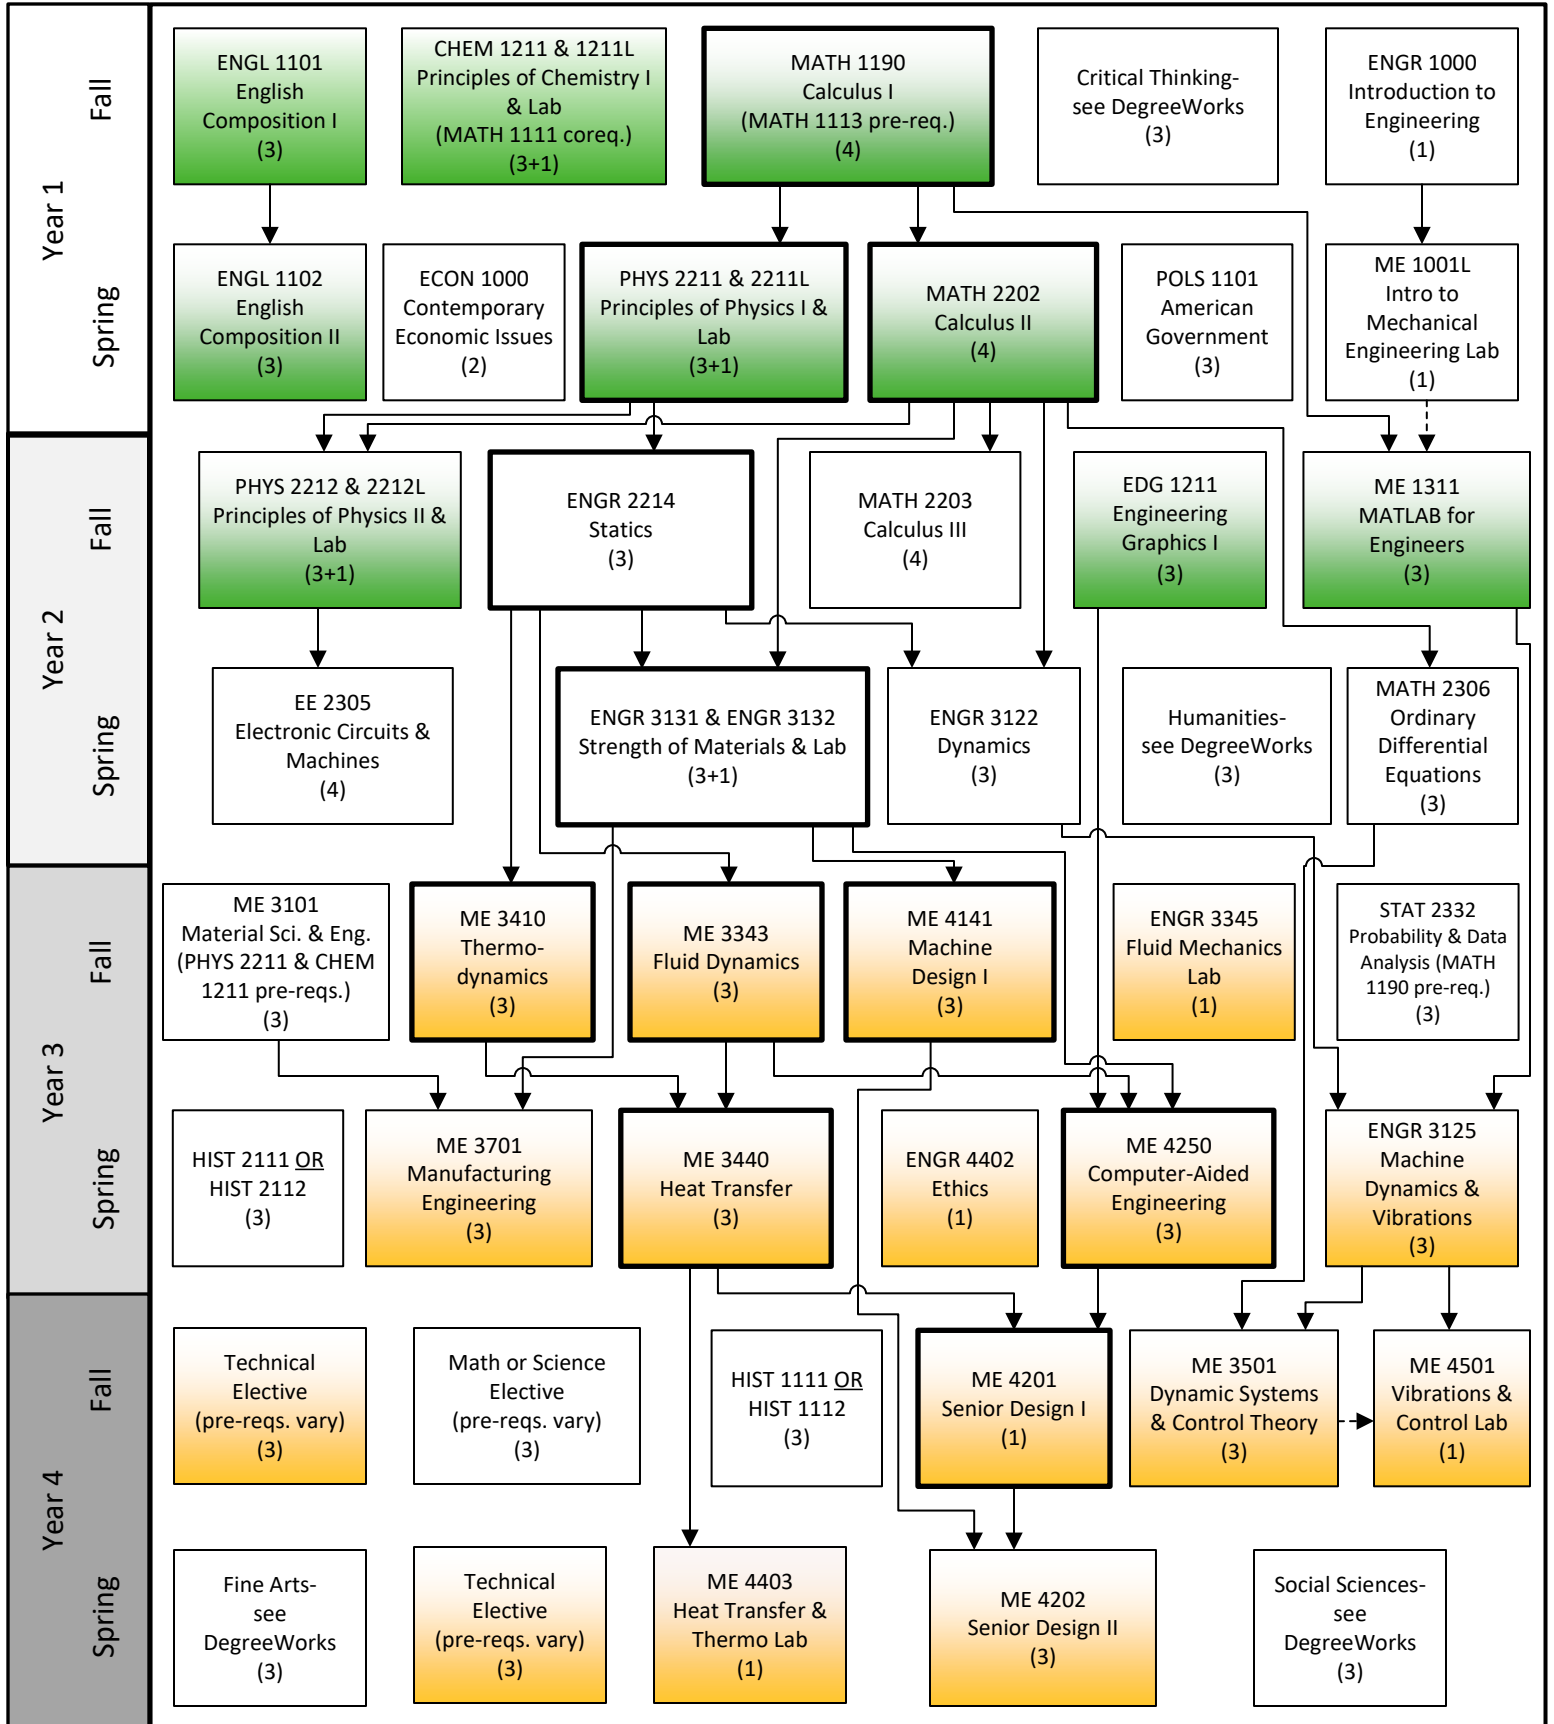 Year 1
Fall
ENGL 1101
English
Composition I
(3)
CHEM 1211 & 1211L
Principles of Chemistry I
& Lab
(MATH 1111 coreq.)
(3+1)
MATH 1190
Calculus I
(MATH 1113 pre-req.)
(4)
Critical Thinking-
see DegreeWorks
(3)
ENGR 1000
Introduction to
Engineering
(1)
Spring
ENGL 1102
English
Composition II
(3)
ECON 1000
Contemporary
Economic Issues
(2)
PHYS 2211 & 2211L
Principles of Physics I &
Lab
(3+1)
MATH 2202
Calculus II
(4)
POLS 1101
American
Government
(3)
ME 1001L
Intro to
Mechanical
Engineering Lab
(1)
Year 2
Fall
PHYS 2212 & 2212L
Principles of Physics II &
Lab
(3+1)
ENGR 2214
Statics
(3)
MATH 2203
Calculus III
(4)
EDG 1211
Engineering
Graphics I
(3)
ME 1311
MATLAB for
Engineers
(3)
Spring
EE 2305
Electronic Circuits &
Machines
(4)
ENGR 3131 & ENGR 3132
Strength of Materials & Lab
(3+1)
ENGR 3122
Dynamics
(3)
Humanities-
see DegreeWorks
(3)
MATH 2306
Ordinary
Differential
Equations
(3)
Year 3
Fall
ME 3101
Material Sci. & Eng.
(PHYS 2211 & CHEM
1211 pre-reqs.)
(3)
ME 3410
Thermo-
dynamics
(3)
ME 3343
Fluid Dynamics
(3)
ME 4141
Machine
Design I
(3)
ENGR 3345
Fluid Mechanics
Lab
(1)
STAT 2332
Probability & Data
Analysis (MATH
1190 pre-req.)
(3)
Spring
HIST 2111 OR
HIST 2112
(3)
ME 3701
Manufacturing
Engineering
(3)
ME 3440
Heat Transfer
(3)
ENGR 4402
Ethics
(1)
ME 4250
Computer-Aided
Engineering
(3)
ENGR 3125
Machine
Dynamics &
Vibrations
(3)
Year 4
Fall
Technical
Elective
(pre-reqs. vary)
(3)
Math or Science
Elective
(pre-reqs. vary)
(3)
HIST 1111 OR
HIST 1112
(3)
ME 4201
Senior Design I
(1)
ME 3501
Dynamic Systems
& Control Theory
(3)
ME 4501
Vibrations &
Control Lab
(1)
Spring
Fine Arts-
see
DegreeWorks
(3)
Technical
Elective
(pre-reqs. vary)
(3)
ME 4403
Heat Transfer &
Thermo Lab
(1)
ME 4202
Senior Design II
(3)
Social Sciences-
see
DegreeWorks
(3)